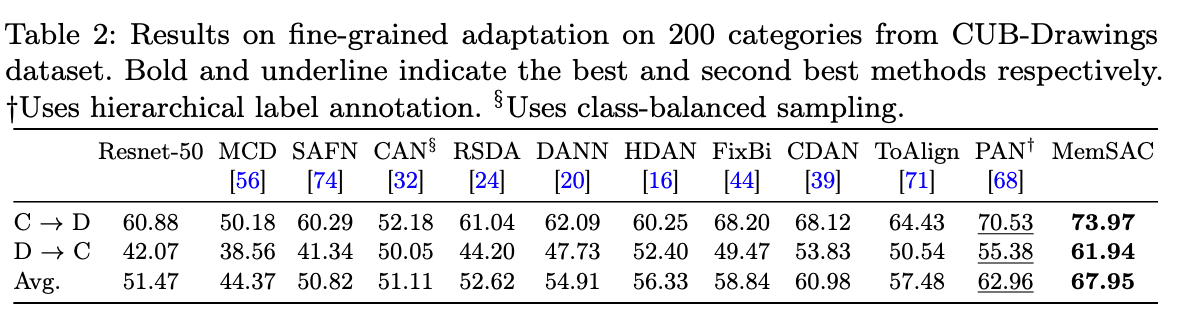 Table 2: Results on fine-grained adaptation on 200 categories from CUB-Drawings
dataset. Bold and underline indicate the best and second best methods respectively.
†Uses hierarchical label annotation. §Uses class-balanced sampling.
Resnet-50 MCD SAFN CAN§ RSDA DANN HDAN FixBi CDAN ToAlign PAN† MemSAC
[56] [74] [32] [24] [20] [16] [44] [39] [71] [68]
C → D 60.88 50.18 60.29 52.18 61.04 62.09 60.25 68.20 68.12 64.43 70.53 73.97
D → C 42.07 38.56 41.34 50.05 44.20 47.73 52.40 49.47 53.83 50.54 55.38 61.94
Avg. 51.47 44.37 50.82 51.11 52.62 54.91 56.33 58.84 60.98 57.48 62.96 67.95